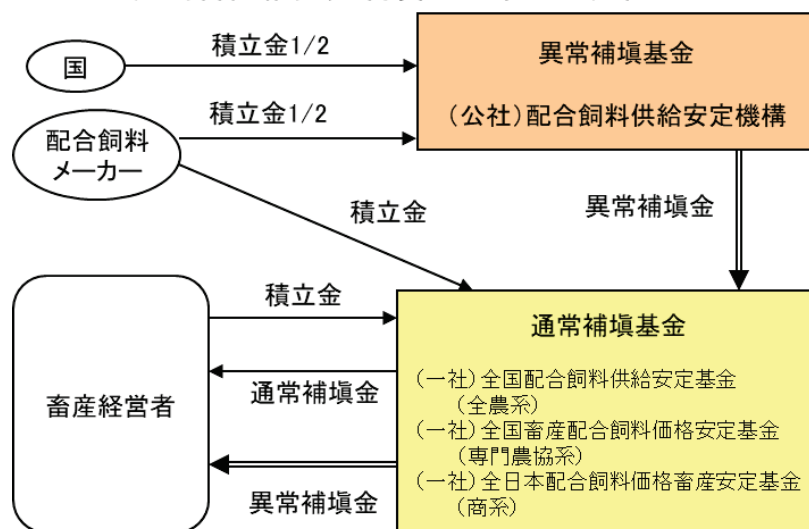 国
積立金1/2
異常補塡基金
(公社)配合飼料供給安定機構
配合飼料
メーカー
積立金1/2
積立金
異常補塡金
畜産経営者
積立金
通常補塡金
異常補塡金
通常補塡基金
(一社)全国配合飼料供給安定基金
(全農系)
(一社)全国畜産配合飼料価格安定基金
(専門農協系)
(一社)全日本配合飼料価格畜産安定基金
(商系)